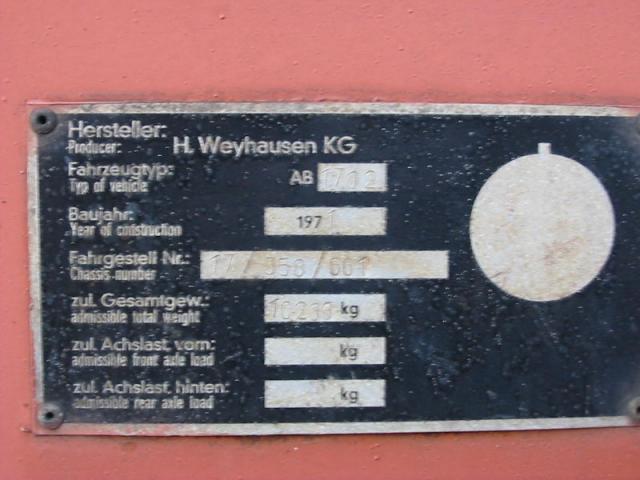 Hersteller:
Producer: H. Weyhausen KG
Fahrzeugtyp: AB 1702
Typ of vehicle
Baujahr: 197
Year of construction
Fahrgestell Nr.:
Chassis-number
zul. Gesamtgew.: kg
admissible total weight
zul. Achslast, vorn: kg
admissible front axle load
zul. Achslast, hinten: kg
admissible rear axle load